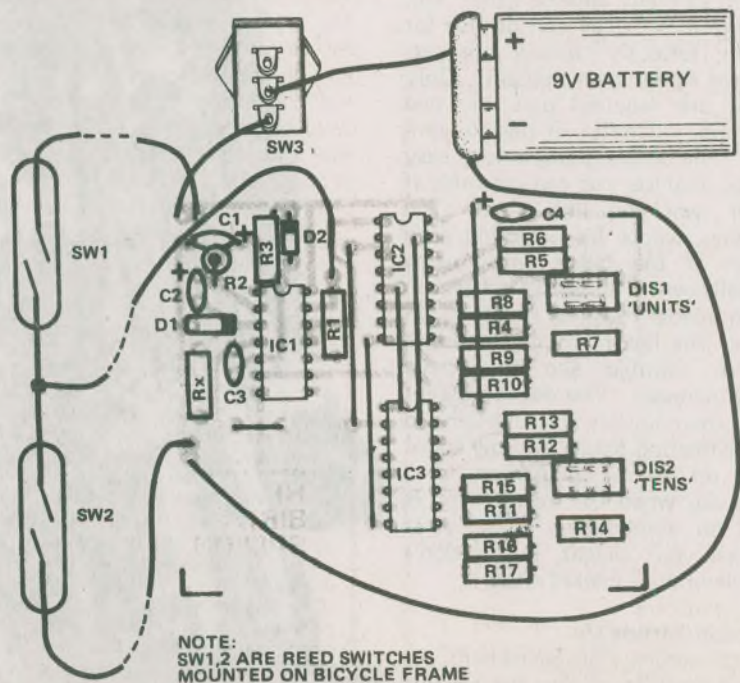 +
9V BATTERY
−
SW3
SW1
C1
+
R3
D2
+
C4
R6
R5
IC2
R2
+
C2
DIS1
'UNITS'
R8
D1
IC1
R1
R4
R7
R9
Rx
C3
R10
R13
R12
IC3
DIS2
'TENS'
R15
R11
SW2
R14
R16
R17
NOTE:
SW1,2 ARE REED SWITCHES
MOUNTED ON BICYCLE FRAME